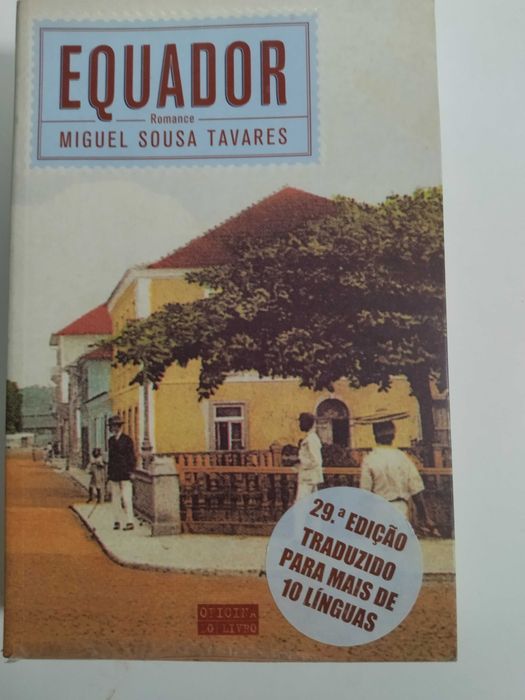 EQUADOR
Romance
MIGUEL SOUSA TAVARES
29.ª EDIÇÃO
TRADUZIDO
PARA MAIS DE
10 LÍNGUAS
OFICINA
DO LIVRO